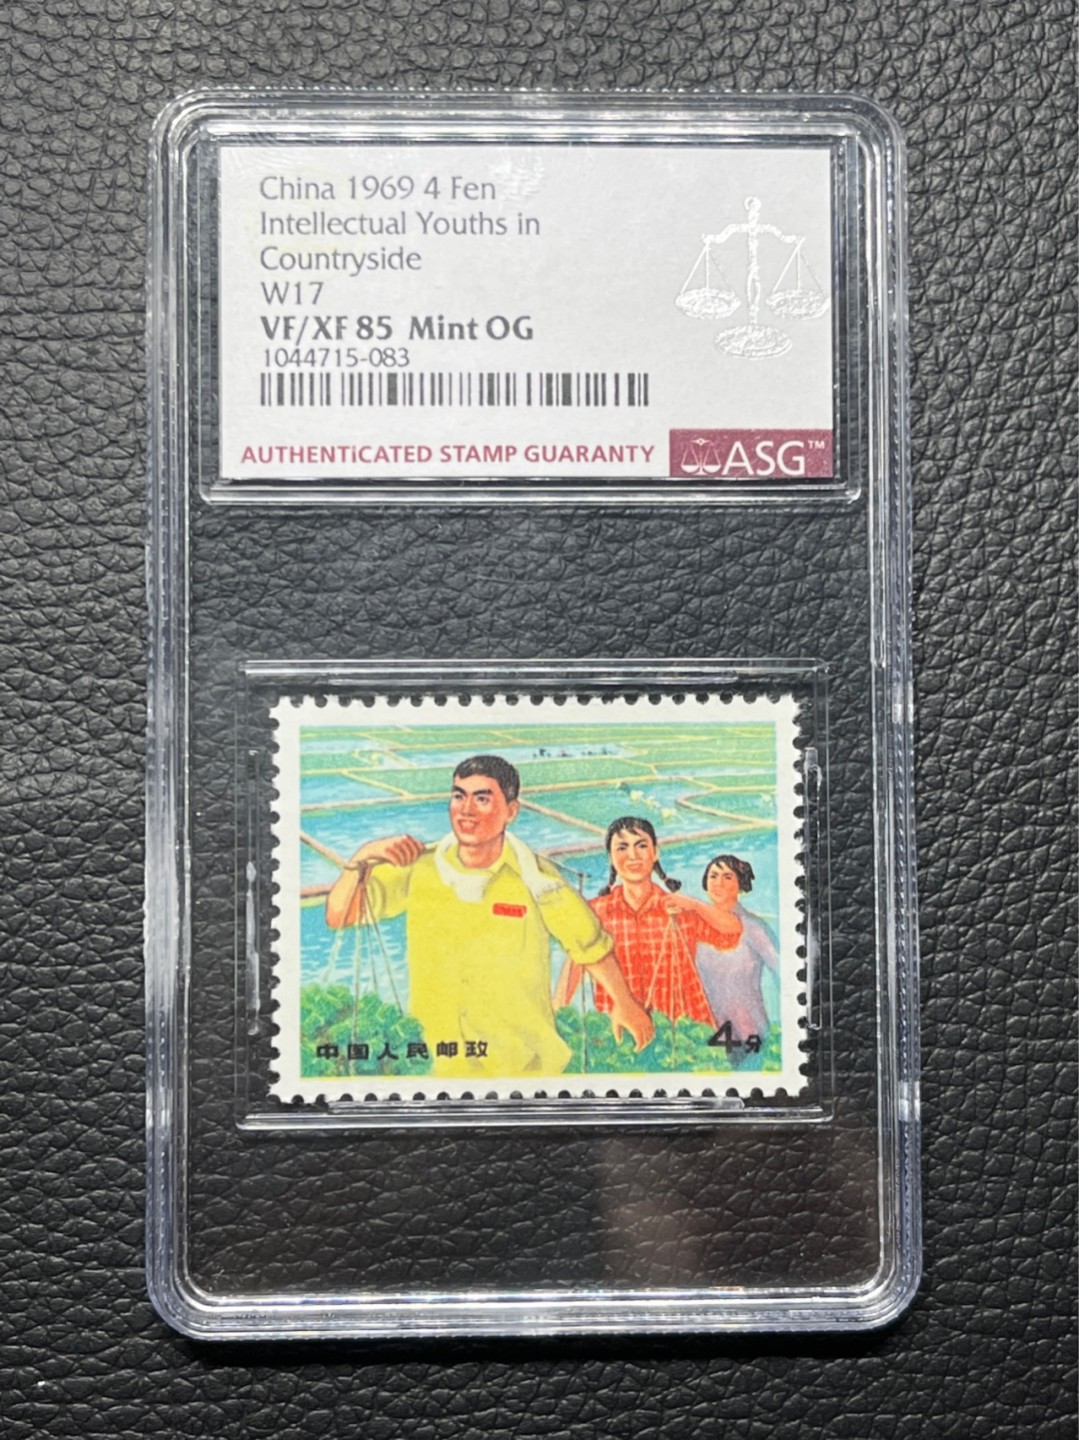 China 1969 4 Fen
Intellectual Youths in
Countryside
W17
VF/XF 85 Mint OG
1044715-083
AUTHENTICATED STAMP GUARANTY
ASG™
中国人民邮政
4分